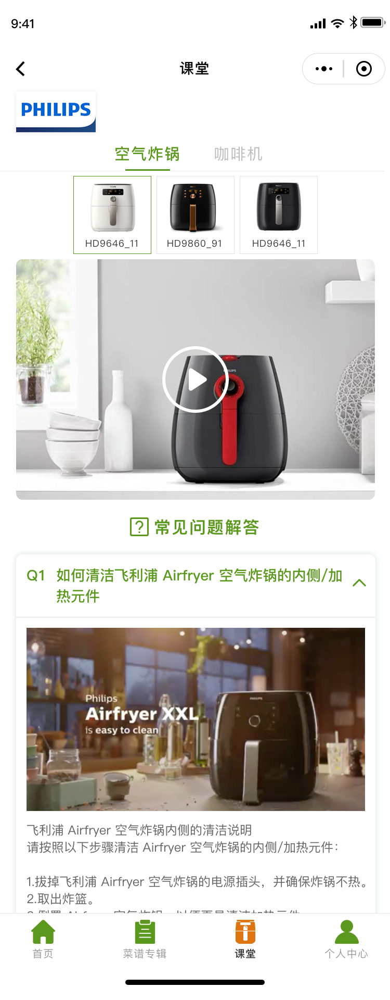 9:41
课堂
PHILIPS
空气炸锅
咖啡机
HD9646_11
HD9860_91
HD9646_11
PHILIPS
常见问题解答
Q1 如何清洁飞利浦 Airfryer 空气炸锅的内侧/加
热元件
Philips
Airfryer XXL
is easy to clean
PHILIPS
飞利浦 Airfryer 空气炸锅内侧的清洁说明
请按照以下步骤清洁 Airfryer 空气炸锅的内侧/加热元件：
1.拔掉飞利浦 Airfryer 空气炸锅的电源插头，并确保炸锅不热。
2.取出炸篮。
首页
菜谱专辑
课堂
个人中心